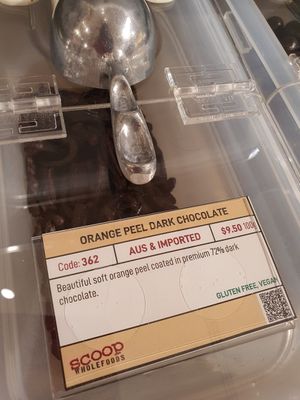 ORANGE PEEL DARK CHOCOLATE
Code: 362 AUS & IMPORTED $9.50 100g
Beautiful soft orange peel coated in premium 72% dark
chocolate.
GLUTEN FREE, VEGAN
SCOOP
WHOLEFOODS